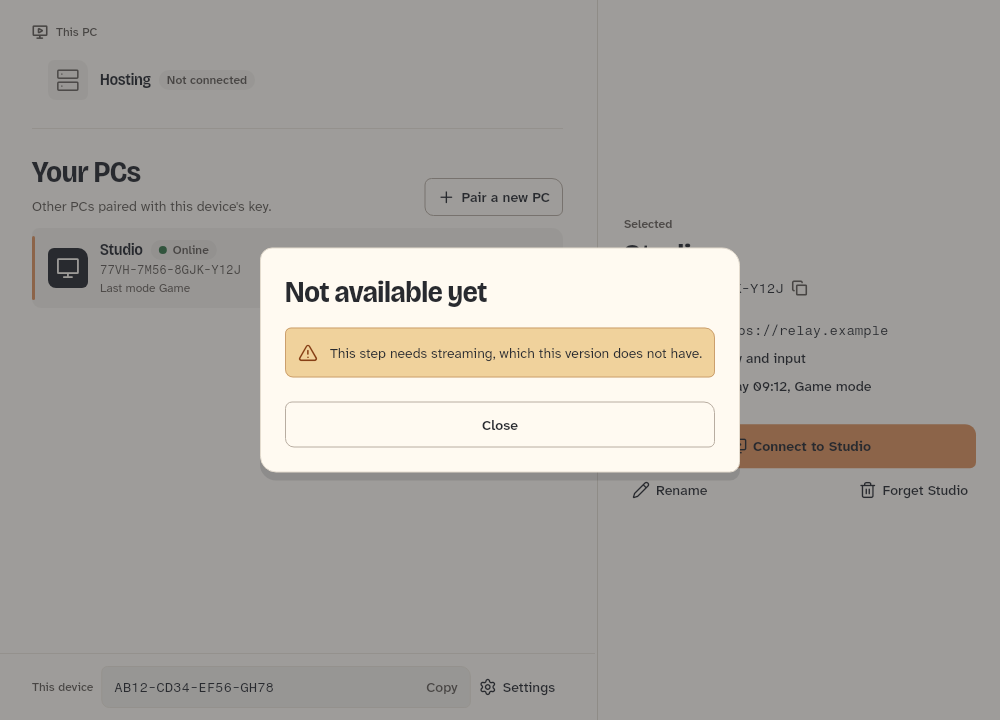 This PC
Hosting
Not connected
Your PCs
Other PCs paired with this device's key.
Pair a new PC
Studio
Online
77VH-7M56-8GJK-Y12J
Last mode Game
Selected
-Y12J
s://relay.example
and input
09:12, Game mode
Connect to Studio
Rename
Forget Studio
Not available yet
This step needs streaming, which this version does not have.
Close
This device
AB12-CD34-EF56-GH78
Copy
Settings